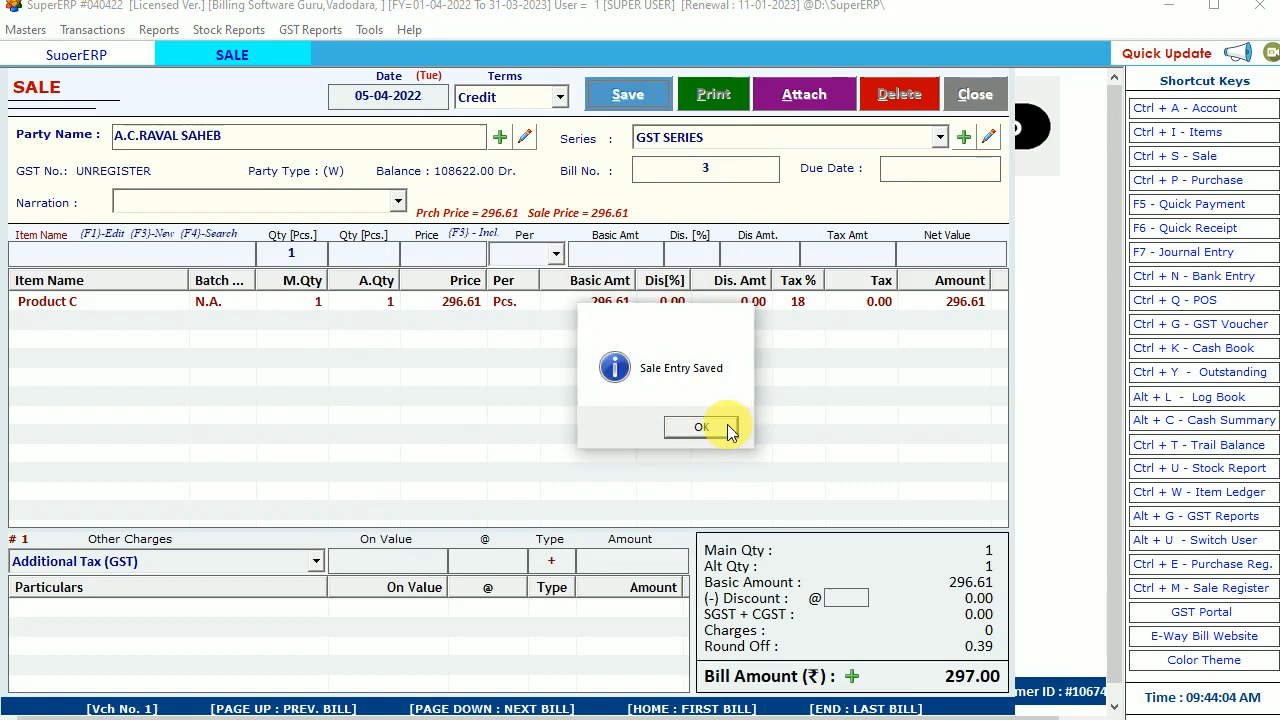 SuperERP #040422 [Licensed Ver.] [Billing Software Guru,Vadodara, ] [FY=01-04-2022 To 31-03-2023] User = 1 [SUPER USER] [Renewal : 11-01-2023] @D:\SuperERP\
Masters Transactions Reports Stock Reports GST Reports Tools Help
SuperERP SALE Quick Update
SALE
Date (Tue) Terms
05-04-2022 Credit Save Print Attach Delete Close
Party Name : A.C.RAVAL SAHEB Series : GST SERIES
GST No.: UNREGISTER Party Type : (W) Balance : 108622.00 Dr. Bill No. : 3 Due Date :
Narration :
Prch Price = 296.61 Sale Price = 296.61
Item Name {F1}-Edit {F3}-New {F4}-Search Qty [Pcs.] Qty [Pcs.] Price {F3} - Incl. Per Basic Amt Dis. [%] Dis Amt. Tax Amt Net Value
1
Item Name Batch ... M.Qty A.Qty Price Per Basic Amt Dis[%] Dis. Amt Tax % Tax Amount
Product C N.A. 1 1 296.61 Pcs. 296.61 0.00 0.00 18 0.00 296.61
Sale Entry Saved
OK
# 1 Other Charges On Value @ Type Amount
Additional Tax (GST) +
Particulars On Value @ Type Amount
Main Qty : 1
Alt Qty : 1
Basic Amount : 296.61
(-) Discount : @ 0.00
SGST + CGST : 0.00
Charges : 0
Round Off : 0.39
Bill Amount (₹) : 297.00
mer ID : #10674
[Vch No. 1] [PAGE UP : PREV. BILL] [PAGE DOWN : NEXT BILL] [HOME : FIRST BILL] [END : LAST BILL]
Shortcut Keys
Ctrl + A - Account
Ctrl + I - Items
Ctrl + S - Sale
Ctrl + P - Purchase
F5 - Quick Payment
F6 - Quick Receipt
F7 - Journal Entry
Ctrl + N - Bank Entry
Ctrl + Q - POS
Ctrl + G - GST Voucher
Ctrl + K - Cash Book
Ctrl + Y - Outstanding
Alt + L - Log Book
Alt + C - Cash Summary
Ctrl + T - Trail Balance
Ctrl + U - Stock Report
Ctrl + W - Item Ledger
Alt + G - GST Reports
Alt + U - Switch User
Ctrl + E - Purchase Reg.
Ctrl + M - Sale Register
GST Portal
E-Way Bill Website
Color Theme
Time : 09:44:04 AM